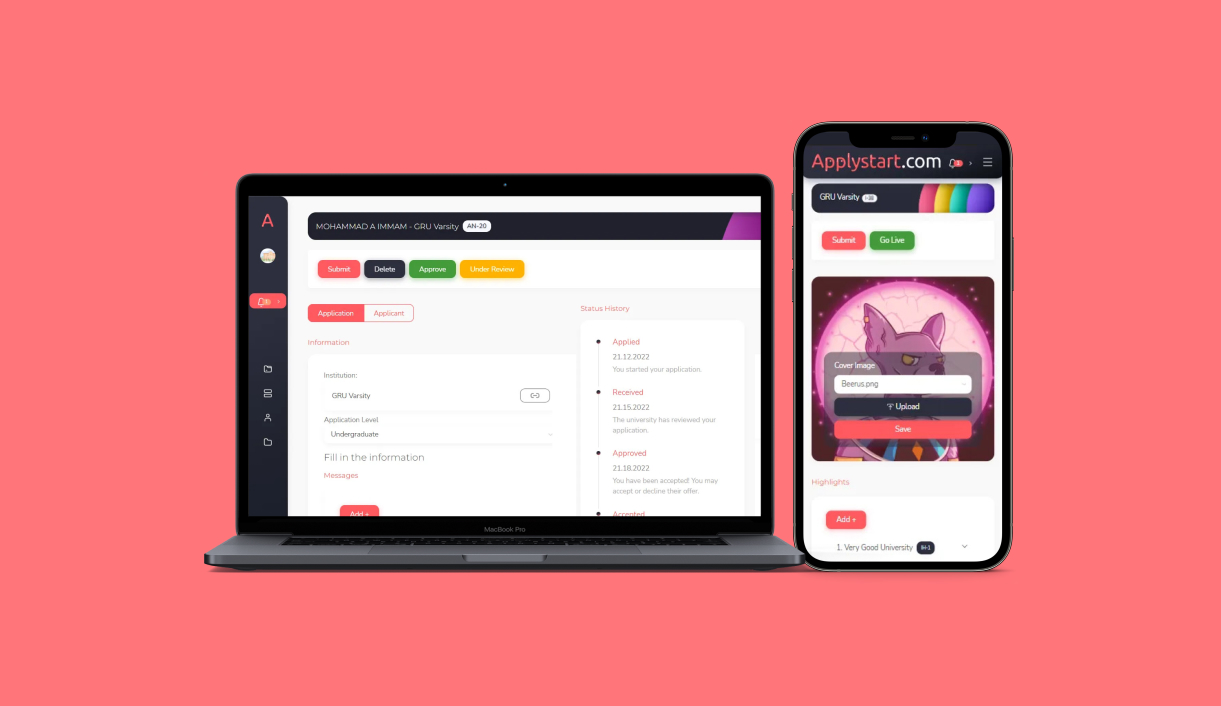 A
MOHAMMAD A IMMAM - GRU Varsity AN-20
Submit Delete Approve Under Review
Application Applicant
Information
Institution:
GRU Varsity
Application Level
Undergraduate
Fill in the information
Messages
Add +
Status History
Applied
21.12.2022
You started your application.
Received
21.15.2022
The university has reviewed your
application.
Approved
21.18.2022
You have been accepted! You may
accept or decline their offer.
Accepted
MacBook Pro
Applystart.com
GRU Varsity
Submit Go Live
Cover Image
Beerus.png
Upload
Save
Highlights
Add +
1. Very Good University IH-1